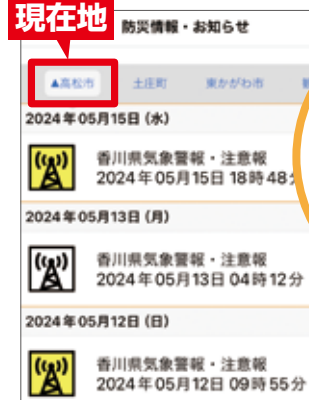 現在地
防災情報・お知らせ
▲高松市 土庄町 東かがわ市
2024年05月15日（水）
香川県気象警報・注意報
2024年05月15日 18時48
2024年05月13日（月）
香川県気象警報・注意報
2024年05月13日 04時12分
2024年05月12日（日）
香川県気象警報・注意報
2024年05月12日 09時55分